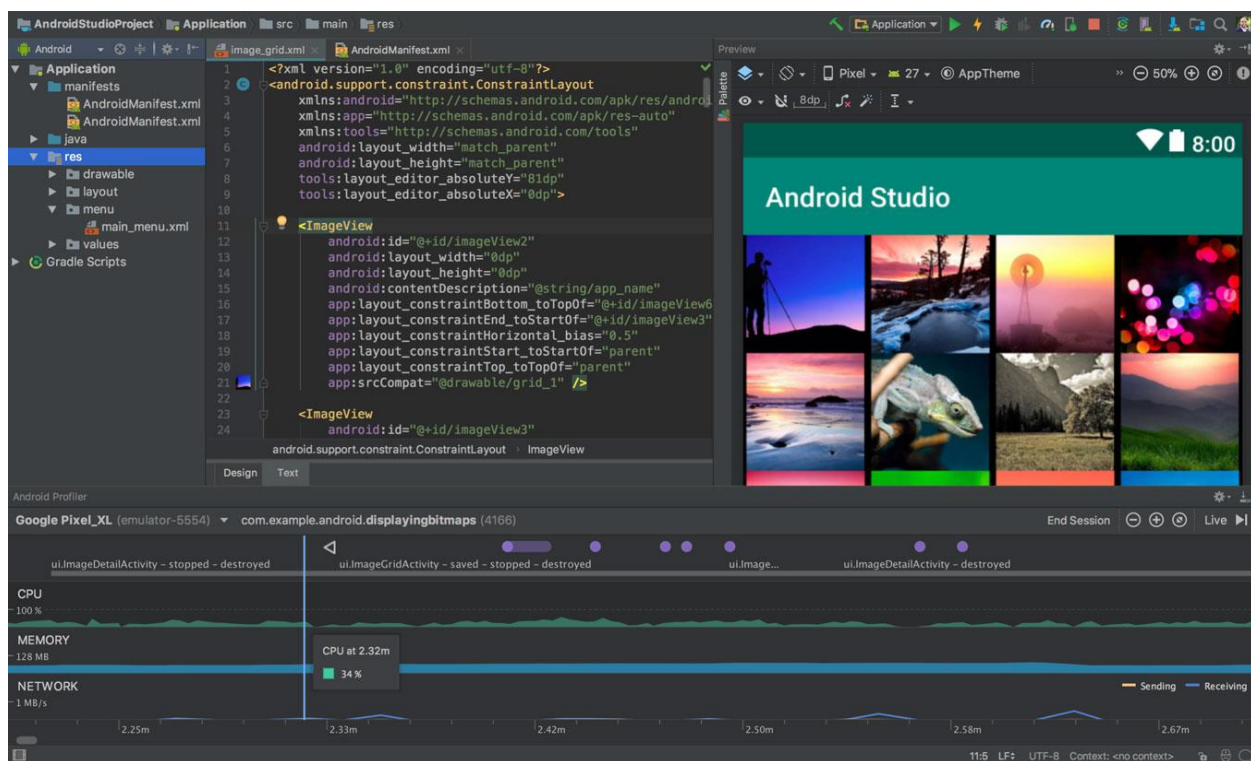 AndroidStudioProject Application src main res Application
Android image_grid.xml AndroidManifest.xml Preview
Application
manifests
AndroidManifest.xml
AndroidManifest.xml
java
res
drawable
layout
menu
main_menu.xml
values
Gradle Scripts
1 <?xml version="1.0" encoding="utf-8"?>
2 <android.support.constraint.ConstraintLayout
3 xmlns:android="http://schemas.android.com/apk/res/androi
4 xmlns:app="http://schemas.android.com/apk/res-auto"
5 xmlns:tools="http://schemas.android.com/tools"
6 android:layout_width="match_parent"
7 android:layout_height="match_parent"
8 tools:layout_editor_absoluteY="81dp"
9 tools:layout_editor_absoluteX="0dp">
10
11 <ImageView
12 android:id="@+id/imageView2"
13 android:layout_width="0dp"
14 android:layout_height="0dp"
15 android:contentDescription="@string/app_name"
16 app:layout_constraintBottom_toTopOf="@+id/imageView6
17 app:layout_constraintEnd_toStartOf="@+id/imageView3"
18 app:layout_constraintHorizontal_bias="0.5"
19 app:layout_constraintStart_toStartOf="parent"
20 app:layout_constraintTop_toTopOf="parent"
21 app:srcCompat="@drawable/grid_1" />
22
23 <ImageView
24 android:id="@+id/imageView3"
android.support.constraint.ConstraintLayout › ImageView
Design Text
Palette
Pixel 27 AppTheme » 50%
8dp
8:00
Android Studio
Android Profiler
Google Pixel_XL (emulator-5554) com.example.android.displayingbitmaps (4166) End Session Live
ui.ImageDetailActivity – stopped – destroyed ui.ImageGridActivity – saved – stopped – destroyed ui.Image... ui.ImageDetailActivity – destroyed
CPU
100 %
MEMORY
128 MB
CPU at 2.32m
34 %
NETWORK
1 MB/s
Sending Receiving
2.25m 2.33m 2.42m 2.50m 2.58m 2.67m
11:5 LF÷ UTF-8 Context: <no context>